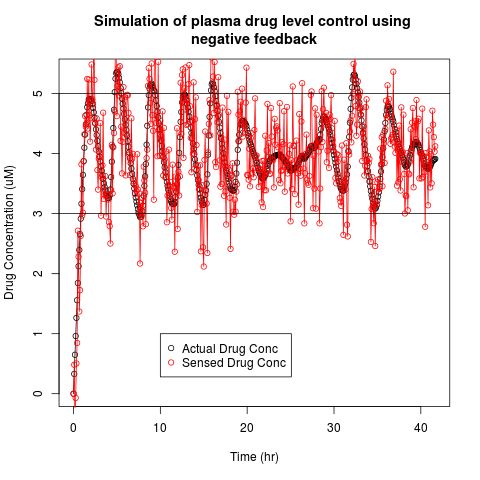 Simulation of plasma drug level control using
negative feedback
Drug Concentration (uM)
5
4
3
2
1
0
Actual Drug Conc
Sensed Drug Conc
0 10 20 30 40
Time (hr)